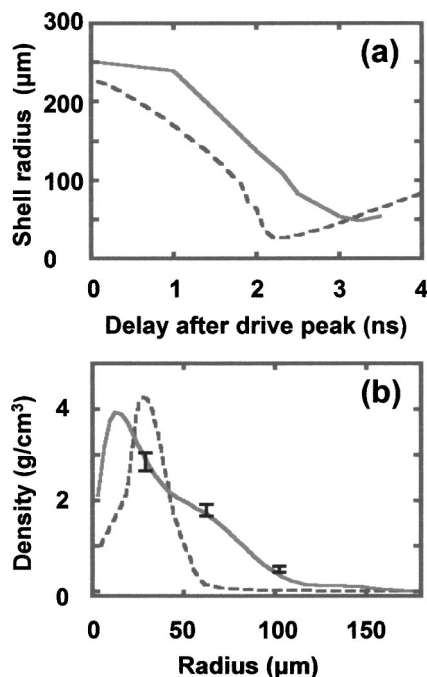 300
(a)
200
100
0
Shell radius (μm)
0 1 2 3 4
Delay after drive peak (ns)
(b)
4
2
0
Density (g/cm³)
0 50 100 150
Radius (μm)